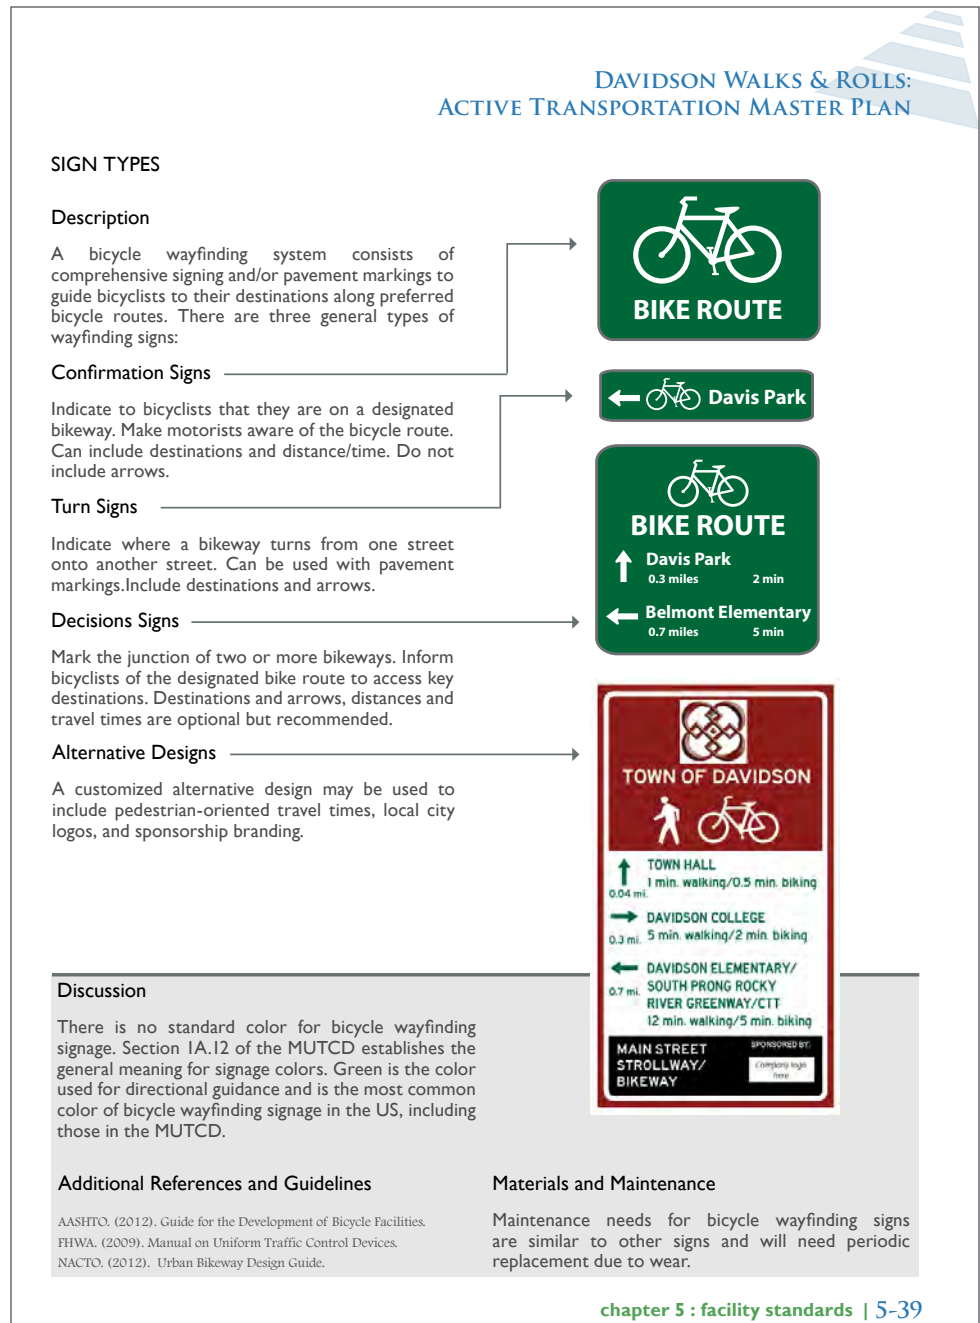 DAVIDSON WALKS & ROLLS:
ACTIVE TRANSPORTATION MASTER PLAN
SIGN TYPES
Description
A bicycle wayfinding system consists of
comprehensive signing and/or pavement markings to
guide bicyclists to their destinations along preferred
bicycle routes. There are three general types of
wayfinding signs:
Confirmation Signs
Indicate to bicyclists that they are on a designated
bikeway. Make motorists aware of the bicycle route.
Can include destinations and distance/time. Do not
include arrows.
Turn Signs
Indicate where a bikeway turns from one street
onto another street. Can be used with pavement
markings.Include destinations and arrows.
Decisions Signs
Mark the junction of two or more bikeways. Inform
bicyclists of the designated bike route to access key
destinations. Destinations and arrows, distances and
travel times are optional but recommended.
Alternative Designs
A customized alternative design may be used to
include pedestrian-oriented travel times, local city
logos, and sponsorship branding.
BIKE ROUTE
Davis Park
BIKE ROUTE
Davis Park
0.3 miles 2 min
Belmont Elementary
0.7 miles 5 min
TOWN OF DAVIDSON
TOWN HALL
1 min. walking/0.5 min. biking
0.04 mi.
DAVIDSON COLLEGE
0.3 mi. 5 min. walking/2 min. biking
DAVIDSON ELEMENTARY/
0.7 mi. SOUTH PRONG ROCKY
RIVER GREENWAY/CTT
12 min. walking/5 min. biking
MAIN STREET
STROLLWAY/
BIKEWAY
SPONSORED BY:
Company logo
here
Discussion
There is no standard color for bicycle wayfinding
signage. Section 1A.12 of the MUTCD establishes the
general meaning for signage colors. Green is the color
used for directional guidance and is the most common
color of bicycle wayfinding signage in the US, including
those in the MUTCD.
Additional References and Guidelines
AASHTO. (2012). Guide for the Development of Bicycle Facilities.
FHWA. (2009). Manual on Uniform Traffic Control Devices.
NACTO. (2012). Urban Bikeway Design Guide.
Materials and Maintenance
Maintenance needs for bicycle wayfinding signs
are similar to other signs and will need periodic
replacement due to wear.
chapter 5 : facility standards | 5-39